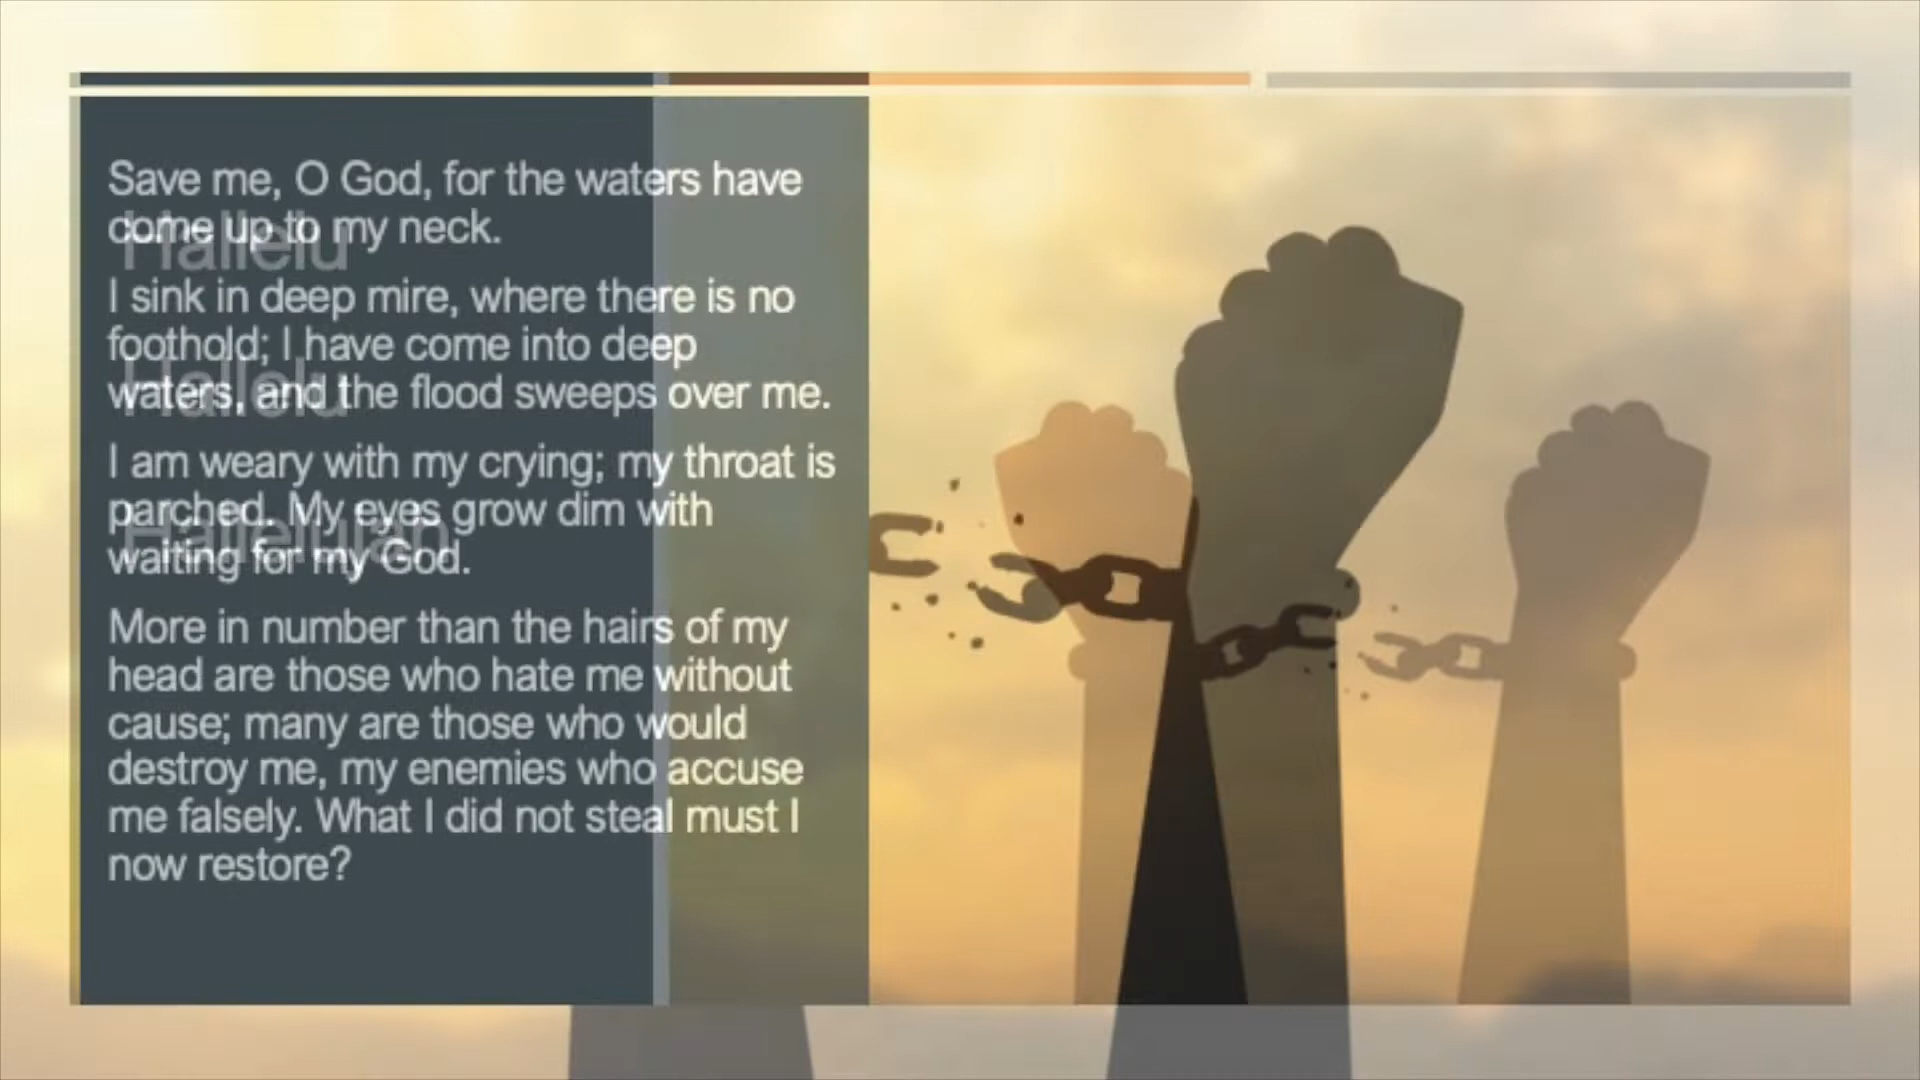 Save me, O God, for the waters have
come up to my neck.
I sink in deep mire, where there is no
foothold; I have come into deep
waters, and the flood sweeps over me.
I am weary with my crying; my throat is
parched. My eyes grow dim with
waiting for my God.
More in number than the hairs of my
head are those who hate me without
cause; many are those who would
destroy me, my enemies who accuse
me falsely. What I did not steal must I
now restore?
Hallelu
Hallelu
Hallelujah